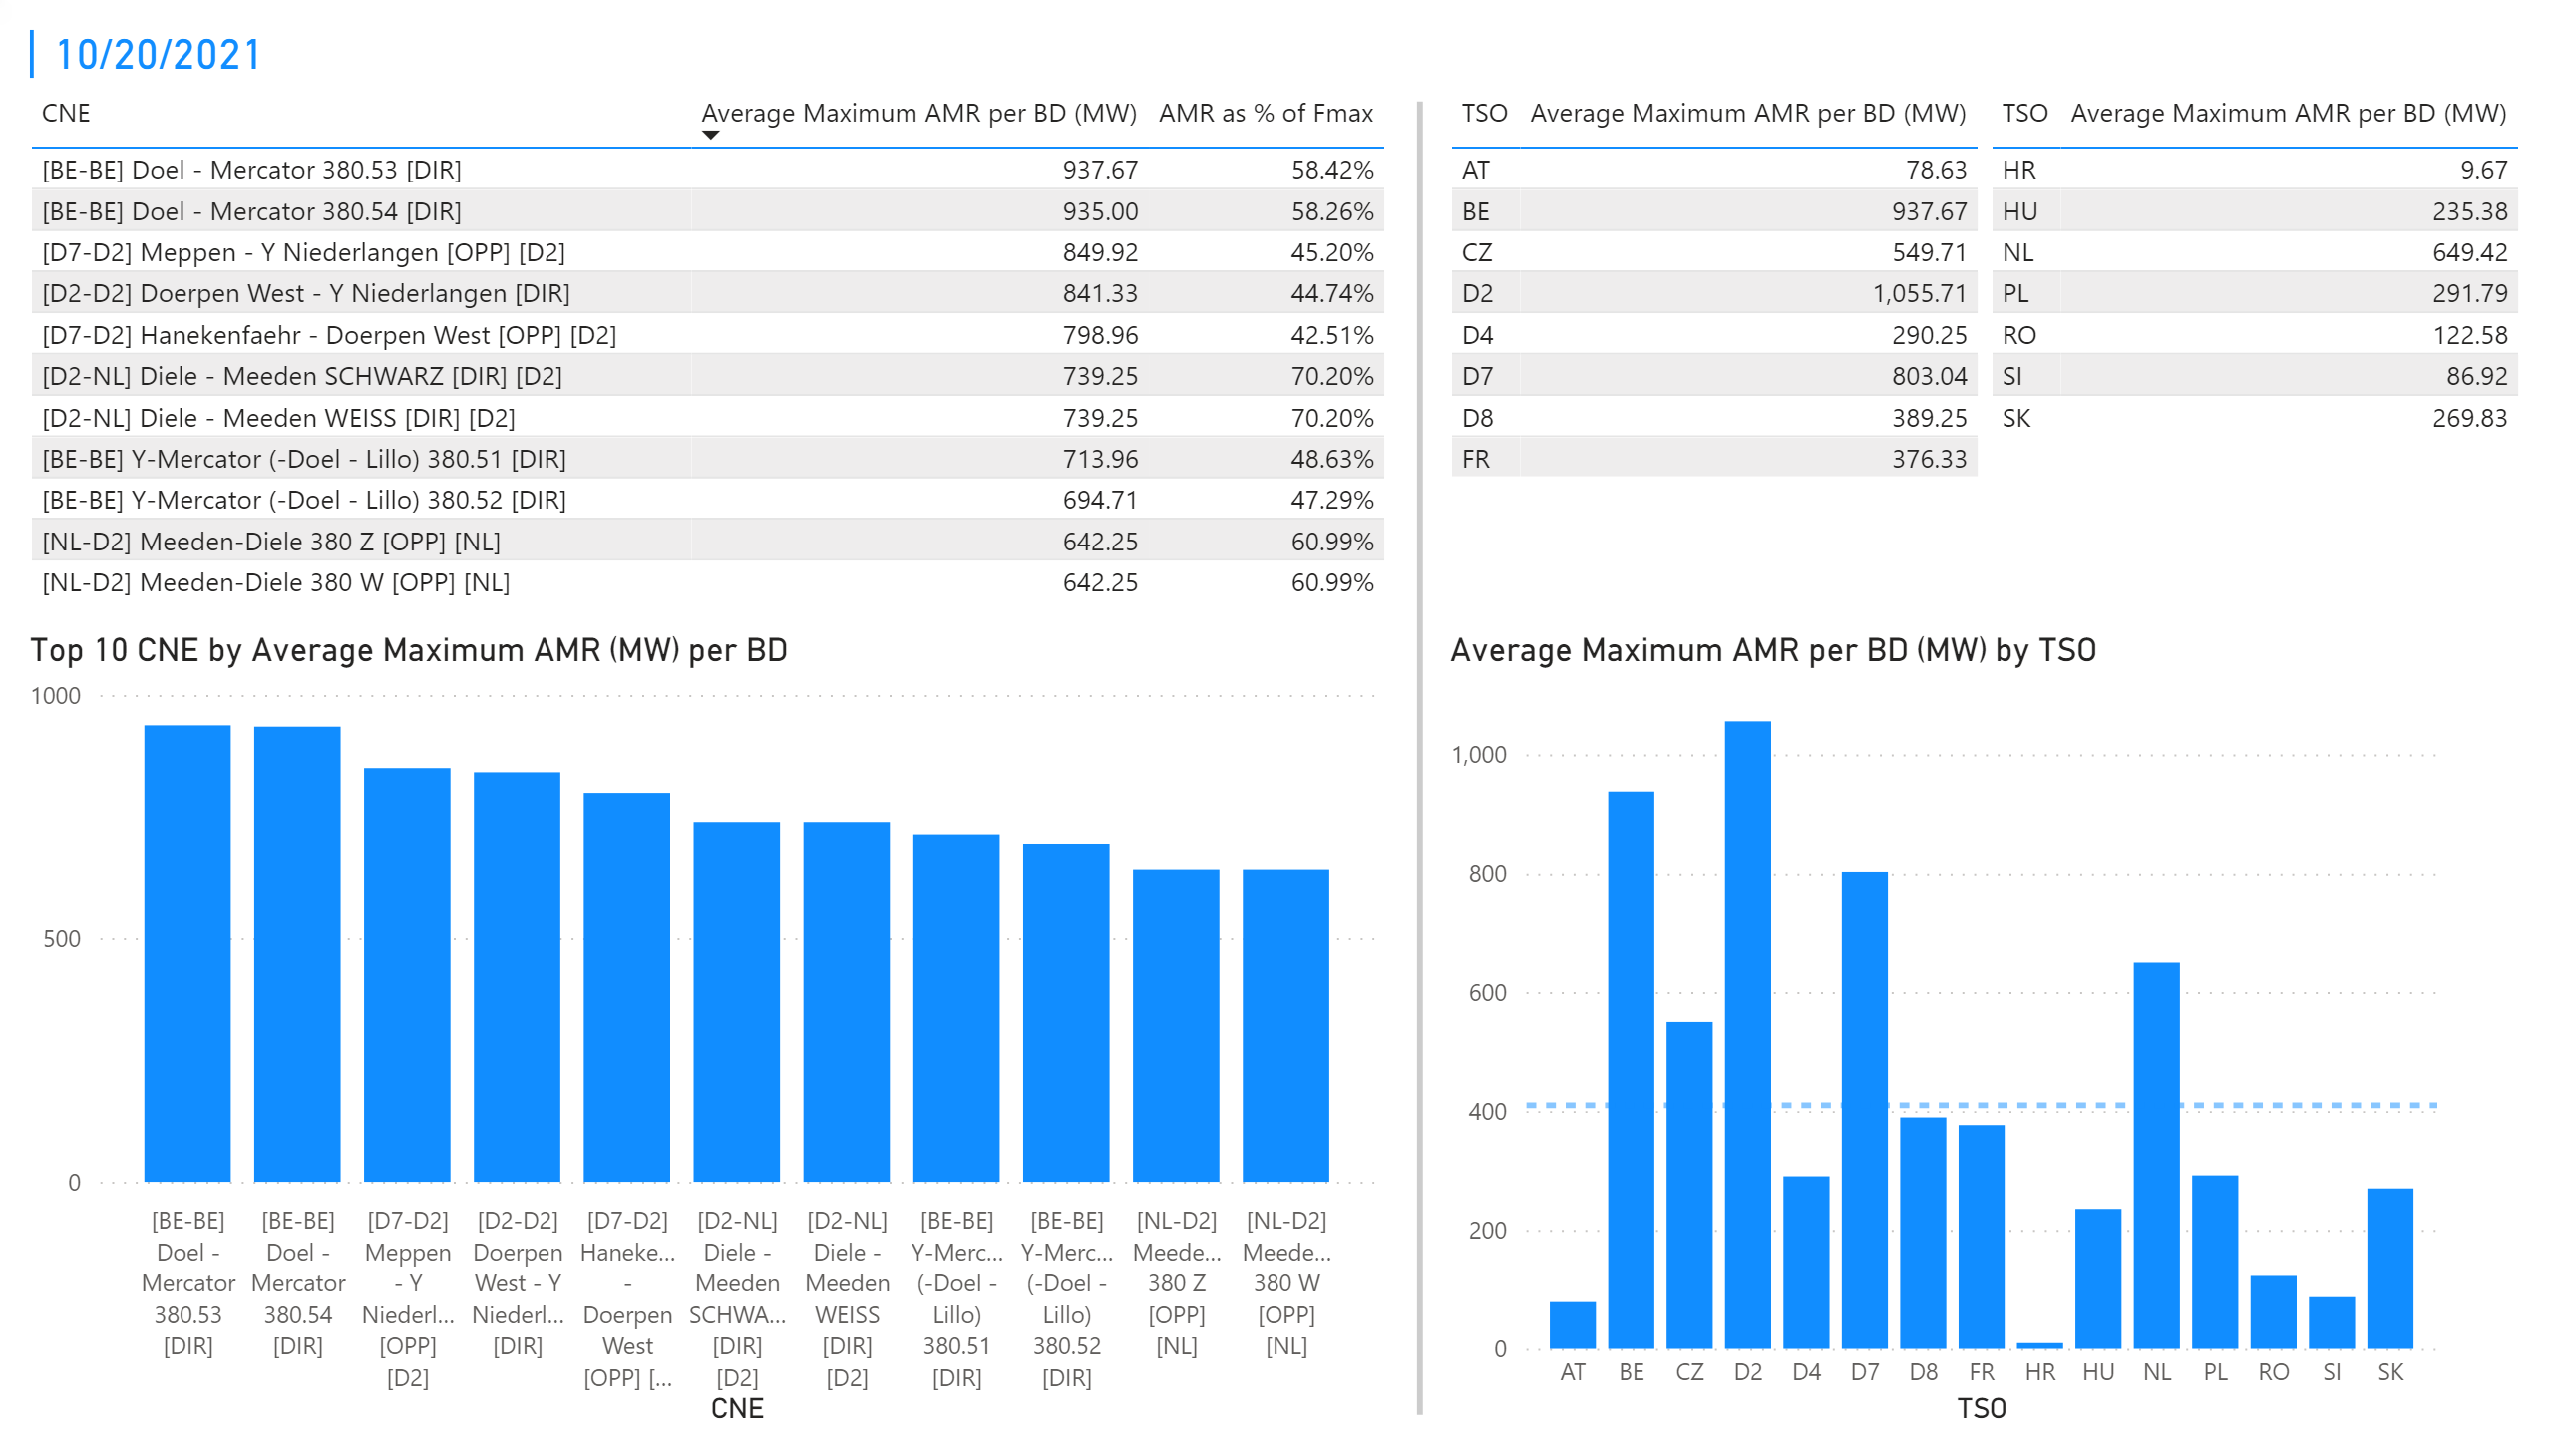 10/20/2021
CNE Average Maximum AMR per BD (MW) AMR as % of Fmax
[BE-BE] Doel - Mercator 380.53 [DIR] 937.67 58.42%
[BE-BE] Doel - Mercator 380.54 [DIR] 935.00 58.26%
[D7-D2] Meppen - Y Niederlangen [OPP] [D2] 849.92 45.20%
[D2-D2] Doerpen West - Y Niederlangen [DIR] 841.33 44.74%
[D7-D2] Hanekenfaehr - Doerpen West [OPP] [D2] 798.96 42.51%
[D2-NL] Diele - Meeden SCHWARZ [DIR] [D2] 739.25 70.20%
[D2-NL] Diele - Meeden WEISS [DIR] [D2] 739.25 70.20%
[BE-BE] Y-Mercator (-Doel - Lillo) 380.51 [DIR] 713.96 48.63%
[BE-BE] Y-Mercator (-Doel - Lillo) 380.52 [DIR] 694.71 47.29%
[NL-D2] Meeden-Diele 380 Z [OPP] [NL] 642.25 60.99%
[NL-D2] Meeden-Diele 380 W [OPP] [NL] 642.25 60.99%
Top 10 CNE by Average Maximum AMR (MW) per BD
1000
500
0
[BE-BE] Doel - Mercator 380.53 [DIR]
[BE-BE] Doel - Mercator 380.54 [DIR]
[D7-D2] Meppen - Y Niederl... [OPP] [D2]
[D2-D2] Doerpen West - Y Niederl... [DIR]
[D7-D2] Haneke... - Doerpen West [OPP] [...
[D2-NL] Diele - Meeden SCHWA... [DIR] [D2]
[D2-NL] Diele - Meeden WEISS [DIR] [D2]
[BE-BE] Y-Merc... (-Doel - Lillo) 380.51 [DIR]
[BE-BE] Y-Merc... (-Doel - Lillo) 380.52 [DIR]
[NL-D2] Meede... 380 Z [OPP] [NL]
[NL-D2] Meede... 380 W [OPP] [NL]
CNE
TSO Average Maximum AMR per BD (MW)
AT 78.63
BE 937.67
CZ 549.71
D2 1,055.71
D4 290.25
D7 803.04
D8 389.25
FR 376.33
TSO Average Maximum AMR per BD (MW)
HR 9.67
HU 235.38
NL 649.42
PL 291.79
RO 122.58
SI 86.92
SK 269.83
Average Maximum AMR per BD (MW) by TSO
1,000
800
600
400
200
0
AT BE CZ D2 D4 D7 D8 FR HR HU NL PL RO SI SK
TSO